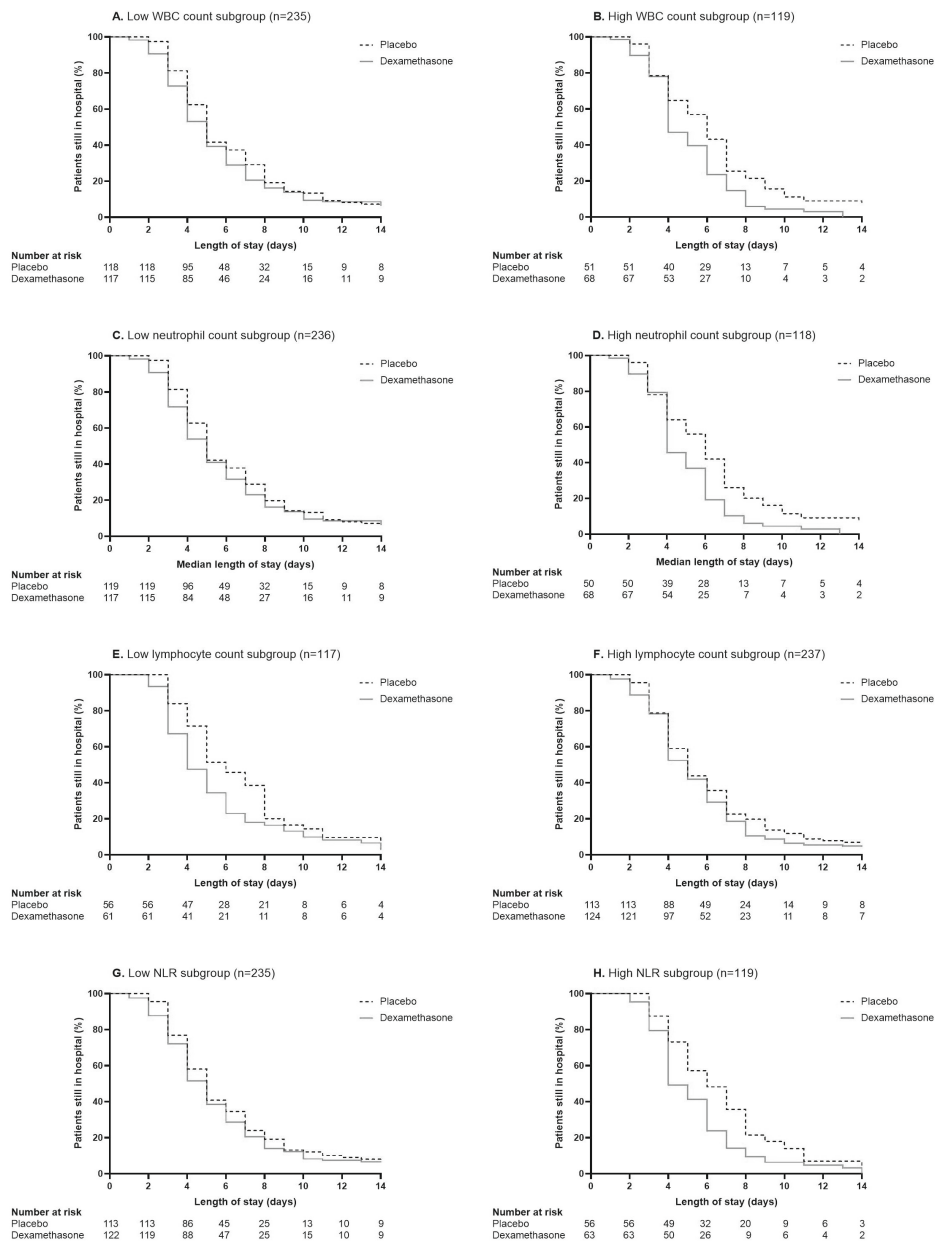 A. Low WBC count subgroup (n=235)
Patients still in hospital (%)
100
80
60
40
20
0
Placebo
Dexamethasone
0 2 4 6 8 10 12 14
Length of stay (days)
Number at risk
Placebo 118 118 95 48 32 15 9 8
Dexamethasone 117 115 85 46 24 16 11 9
B. High WBC count subgroup (n=119)
Patients still in hospital (%)
100
80
60
40
20
0
Placebo
Dexamethasone
0 2 4 6 8 10 12 14
Length of stay (days)
Number at risk
Placebo 51 51 40 29 13 7 5 4
Dexamethasone 68 67 53 27 10 4 3 2
C. Low neutrophil count subgroup (n=236)
Patients still in hospital (%)
100
80
60
40
20
0
Placebo
Dexamethasone
0 2 4 6 8 10 12 14
Median length of stay (days)
Number at risk
Placebo 119 119 96 49 32 15 9 8
Dexamethasone 117 115 84 48 27 16 11 9
D. High neutrophil count subgroup (n=118)
Patients still in hospital (%)
100
80
60
40
20
0
Placebo
Dexamethasone
0 2 4 6 8 10 12 14
Median length of stay (days)
Number at risk
Placebo 50 50 39 28 13 7 5 4
Dexamethasone 68 67 54 25 7 4 3 2
E. Low lymphocyte count subgroup (n=117)
Patients still in hospital (%)
100
80
60
40
20
0
Placebo
Dexamethasone
0 2 4 6 8 10 12 14
Length of stay (days)
Number at risk
Placebo 56 56 47 28 21 8 6 4
Dexamethasone 61 61 41 21 11 8 6 4
F. High lymphocyte count subgroup (n=237)
Patients still in hospital (%)
100
80
60
40
20
0
Placebo
Dexamethasone
0 2 4 6 8 10 12 14
Length of stay (days)
Number at risk
Placebo 113 113 88 49 24 14 9 8
Dexamethasone 124 121 97 52 23 11 8 7
G. Low NLR subgroup (n=235)
Patients still in hospital (%)
100
80
60
40
20
0
Placebo
Dexamethasone
0 2 4 6 8 10 12 14
Length of stay (days)
Number at risk
Placebo 113 113 86 45 25 13 10 9
Dexamethasone 122 119 88 47 25 15 10 9
H. High NLR subgroup (n=119)
Patients still in hospital (%)
100
80
60
40
20
0
Placebo
Dexamethasone
0 2 4 6 8 10 12 14
Length of stay (days)
Number at risk
Placebo 56 56 49 32 20 9 6 3
Dexamethasone 63 63 50 26 9 6 4 2